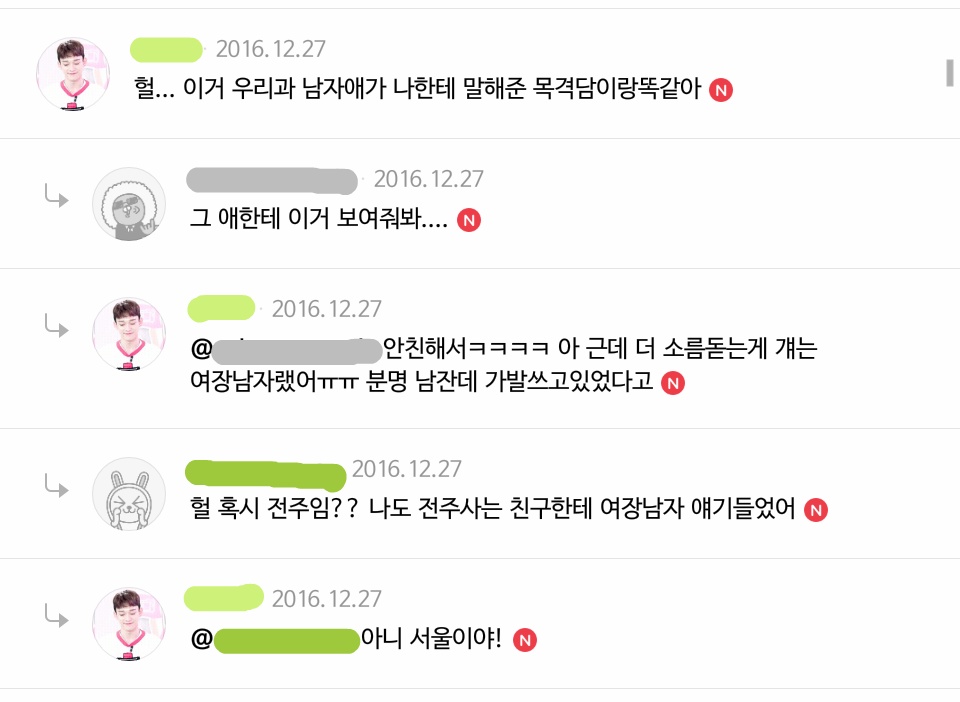 2016.12.27
헐... 이거 우리과 남자애가 나한테 말해준 목격담이랑똑같아 N
· 2016.12.27
그 애한테 이거 보여줘봐.... N
· 2016.12.27
@ 안친해서ㅋㅋㅋㅋ 아 근데 더 소름돋는게 걔는
여장남자랬어ㅠㅠ 분명 남잔데 가발쓰고있었다고 N
2016.12.27
헐 혹시 전주임?? 나도 전주사는 친구한테 여장남자 얘기들었어 N
2016.12.27
@ 아니 서울이야! N